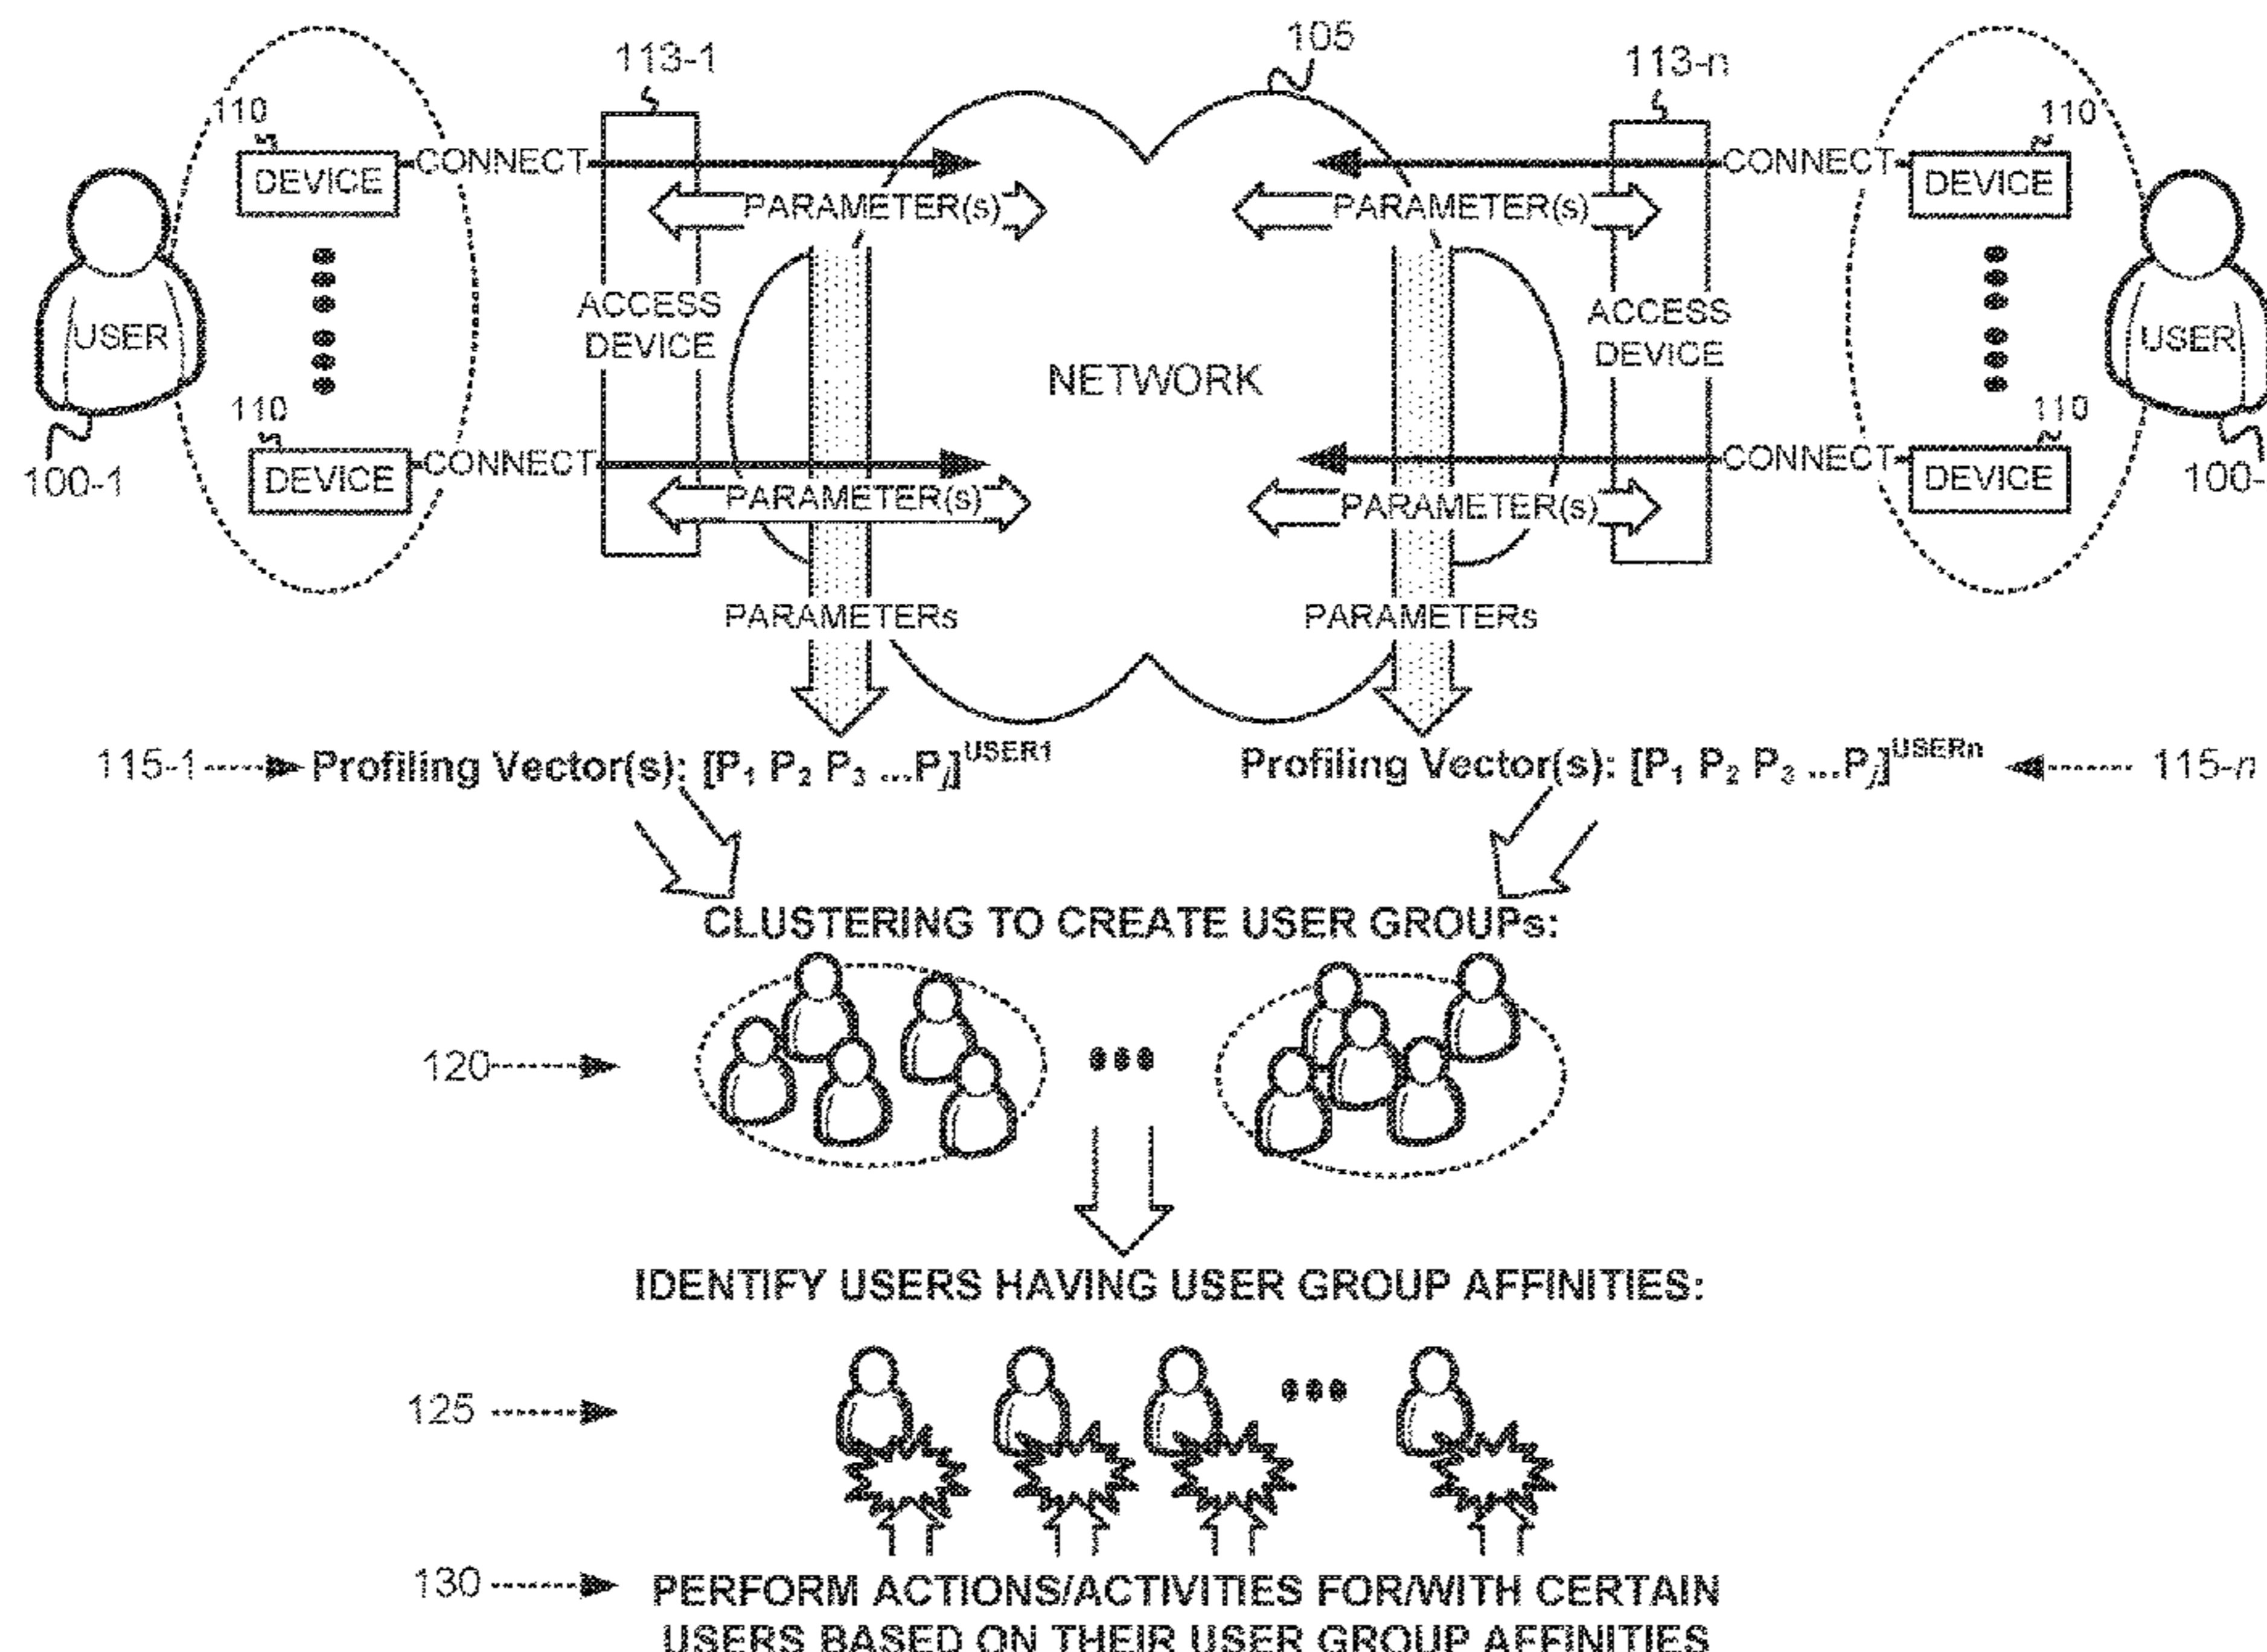 105
113-1
113-n
110
110
DEVICE
CONNECT
CONNECT
DEVICE
PARAMETER(s)
PARAMETER(s)
USER
ACCESS
DEVICE
NETWORK
ACCESS
DEVICE
USER
110
110
DEVICE
CONNECT
CONNECT
DEVICE
100-1
PARAMETER(s)
PARAMETER(s)
100-
PARAMETERs
PARAMETERs
115-1 Profiling Vector(s): [P1 P2 P3 ...Pj]USER1
Profiling Vector(s): [P1 P2 P3 ...Pj]USERn 115-n
CLUSTERING TO CREATE USER GROUPs:
120
IDENTIFY USERS HAVING USER GROUP AFFINITIES:
125
130 PERFORM ACTIONS/ACTIVITIES FOR/WITH CERTAIN
USERS BASED ON THEIR USER GROUP AFFINITIES